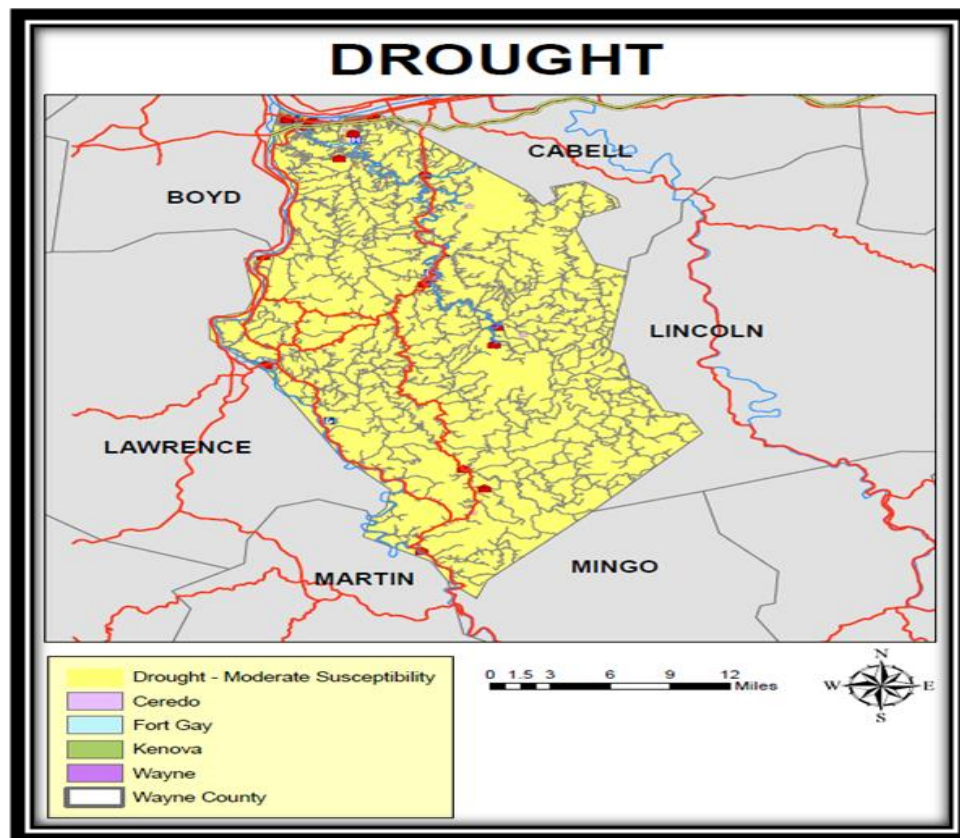 DROUGHT
CABELL
BOYD
LINCOLN
LAWRENCE
MARTIN
MINGO
Drought - Moderate Susceptibility
Ceredo
Fort Gay
Kenova
Wayne
Wayne County
0 1.5 3 6 9 12
Miles
N
W E
S